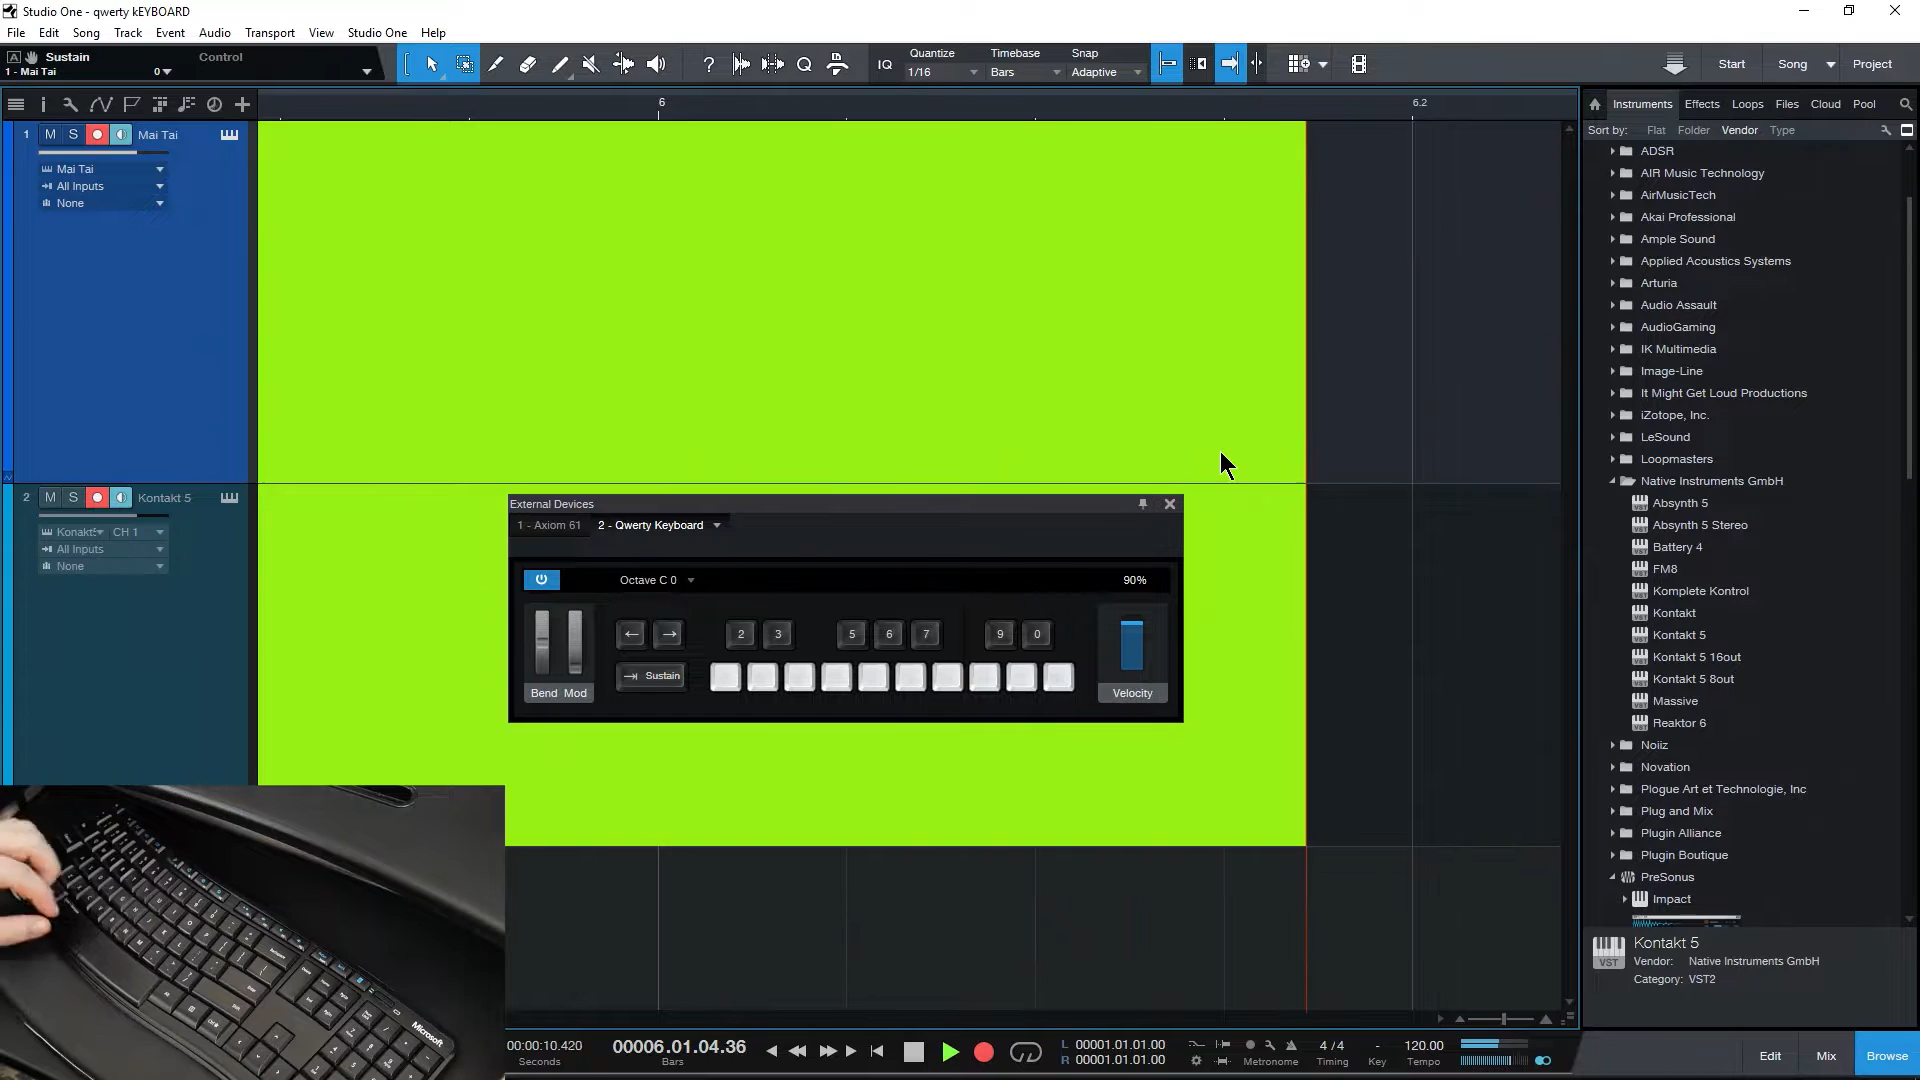 Studio One - qwerty kEYBOARD
File Edit Song Track Event Audio Transport View Studio One Help
A Sustain Control
1 - Mai Tai 0
IQ Quantize Timebase Snap
1/16 Bars Adaptive
Start Song Project
6 6.2
Instruments Effects Loops Files Cloud Pool
Sort by: Flat Folder Vendor Type
1 M S Mai Tai
Mai Tai
All Inputs
None
2 M S Kontakt 5
Konakt5 CH 1
All Inputs
None
External Devices
1 - Axiom 61 2 - Qwerty Keyboard
Octave C 0 90%
2 3 5 6 7 9 0
Sustain
Bend Mod Velocity
ADSR
AIR Music Technology
AirMusicTech
Akai Professional
Ample Sound
Applied Acoustics Systems
Arturia
Audio Assault
AudioGaming
IK Multimedia
Image-Line
It Might Get Loud Productions
iZotope, Inc.
LeSound
Loopmasters
Native Instruments GmbH
Absynth 5
Absynth 5 Stereo
Battery 4
FM8
Komplete Kontrol
Kontakt
Kontakt 5
Kontakt 5 16out
Kontakt 5 8out
Massive
Reaktor 6
Noiiz
Novation
Plogue Art et Technologie, Inc
Plug and Mix
Plugin Alliance
Plugin Boutique
PreSonus
Impact
VST
Kontakt 5
Vendor: Native Instruments GmbH
Category: VST2
Microsoft
00:00:10.420
Seconds
00006.01.04.36
Bars
L 00001.01.01.00
R 00001.01.01.00
Metronome
4 / 4
Timing
-
Key
120.00
Tempo
Edit Mix Browse